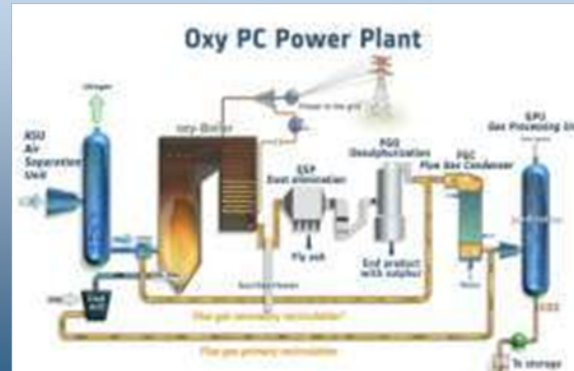 Oxy PC Power Plant
Nitrogen
ASU
Air
Separation
Unit
Oxy-Boiler
Power to the grid
ESP
Dust elimination
Fly ash
FGD
Desulphurization
End product
with sulphur
FGC
Flue Gas Condenser
GPU
Gas Processing Unit
Flue gas secondary recirculation
Flue gas primary recirculation
CO2
To storage